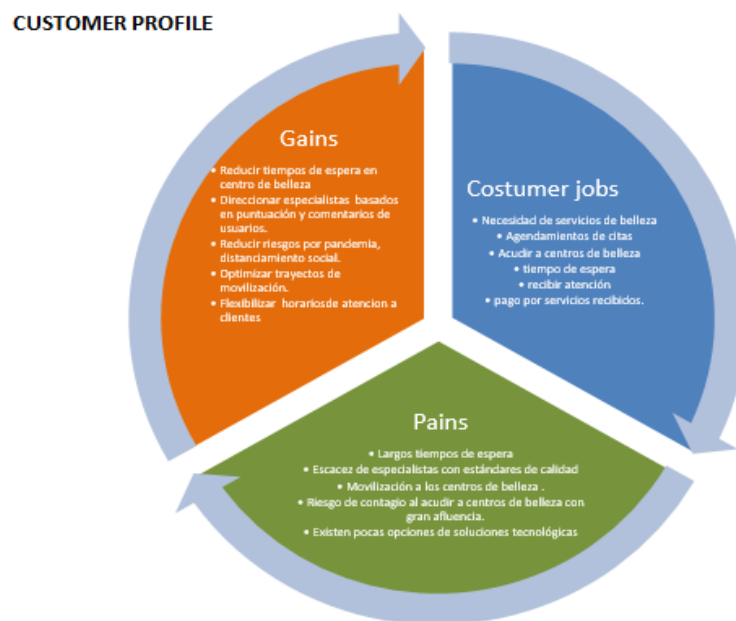 CUSTOMER PROFILE
Gains
• Reducir tiempos de espera en
centro de belleza
• Direccionar especialistas basados
en puntuación y comentarios de
usuarios.
• Reducir riesgos por pandemia,
distanciamiento social.
• Optimizar trayectos de
movilización.
• Flexibilizar horariosde atencion a
clientes
Costumer jobs
• Necesidad de servicios de belleza
• Agendamientos de citas
• Acudir a centros de belleza
• tiempo de espera
• recibir atención
• pago por servicios recibidos.
Pains
• Largos tiempos de espera
• Escacez de especialistas con estándares de calidad
• Movilización a los centros de belleza .
• Riesgo de contagio al acudir a centros de belleza con
gran afluencia.
• Existen pocas opciones de soluciones tecnológicas